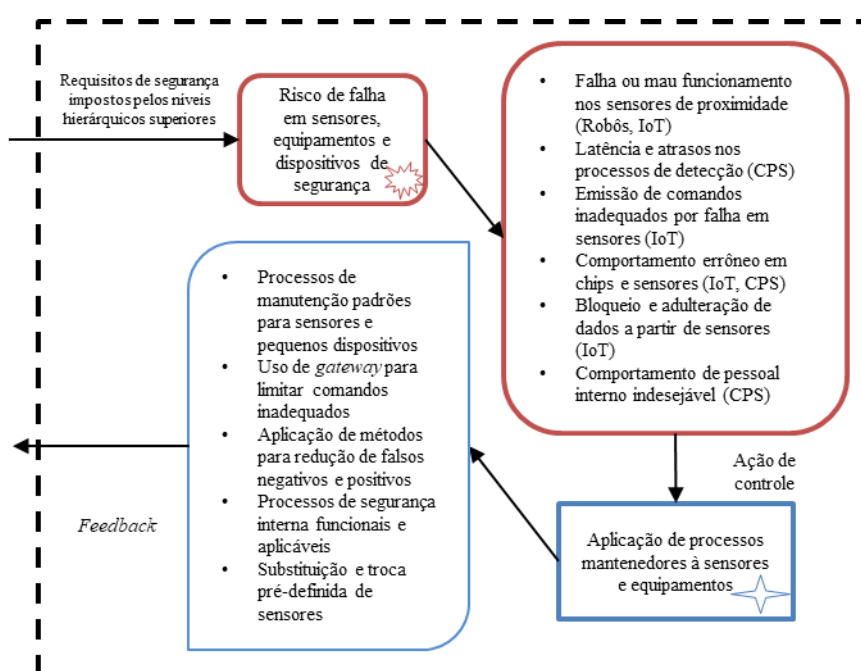 Requisitos de segurança
impostos pelos níveis
hierárquicos superiores
Risco de falha
em sensores,
equipamentos e
dispositivos de
segurança
• Falha ou mau funcionamento
nos sensores de proximidade
(Robôs, IoT)
• Latência e atrasos nos
processos de detecção (CPS)
• Emissão de comandos
inadequados por falha em
sensores (IoT)
• Comportamento errôneo em
chips e sensores (IoT, CPS)
• Bloqueio e adulteração de
dados a partir de sensores
(IoT)
• Comportamento de pessoal
interno indesejável (CPS)
Ação de
controle
Aplicação de processos
mantenedores à sensores
e equipamentos
• Processos de
manutenção padrões
para sensores e
pequenos dispositivos
• Uso de gateway para
limitar comandos
inadequados
• Aplicação de métodos
para redução de falsos
negativos e positivos
• Processos de segurança
interna funcionais e
aplicáveis
• Substituição e troca
pré-definida de
sensores
Feedback